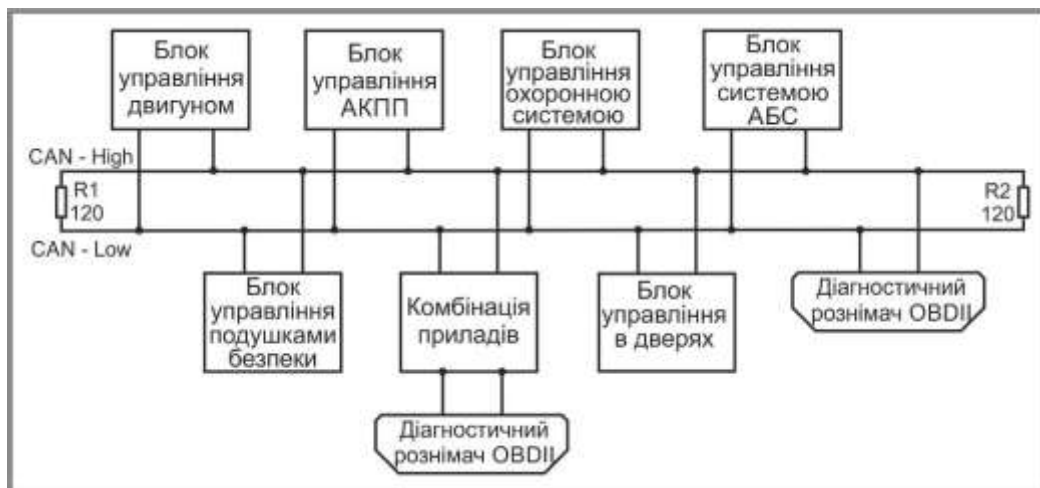 Блок
управління
двигуном
Блок
управління
АКПП
Блок
управління
охоронною
системою
Блок
управління
системою
АБС
CAN - High
R1
120
R2
120
CAN - Low
Блок
управління
подушками
безпеки
Комбінація
приладів
Блок
управління
в дверях
Діагностичний
рознімач OBDII
Діагностичний
рознімач OBDII